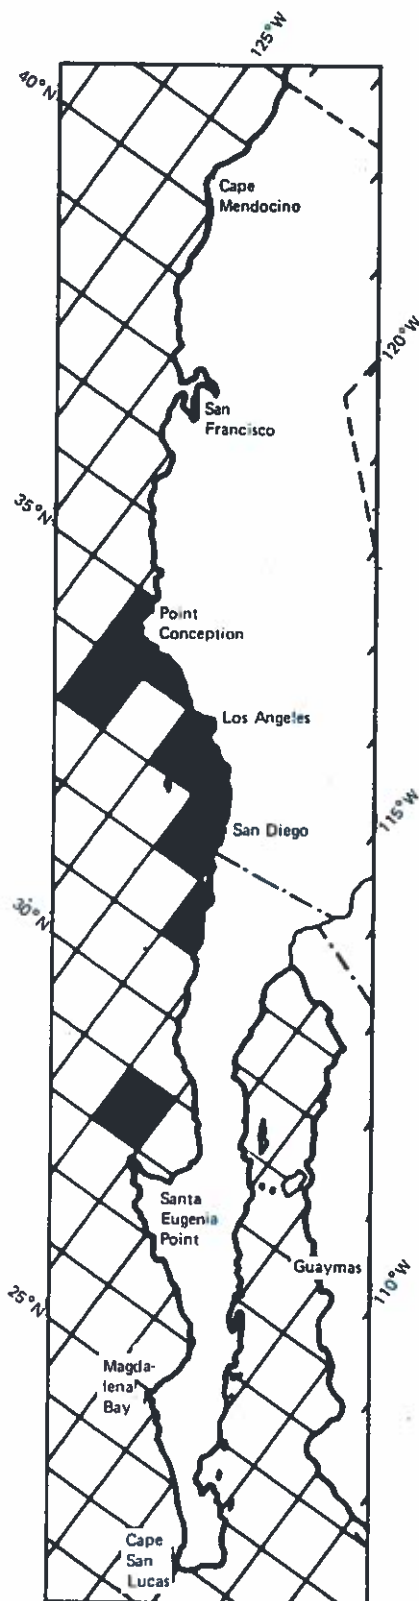 125°W
40°N
Cape
Mendocino
120°W
San
Francisco
35°N
Point
Conception
Los Angeles
115°W
San Diego
30°N
Santa
Eugenia
Point
Guaymas
110°W
25°N
Magda-
lena
Bay
Cape
San
Lucas